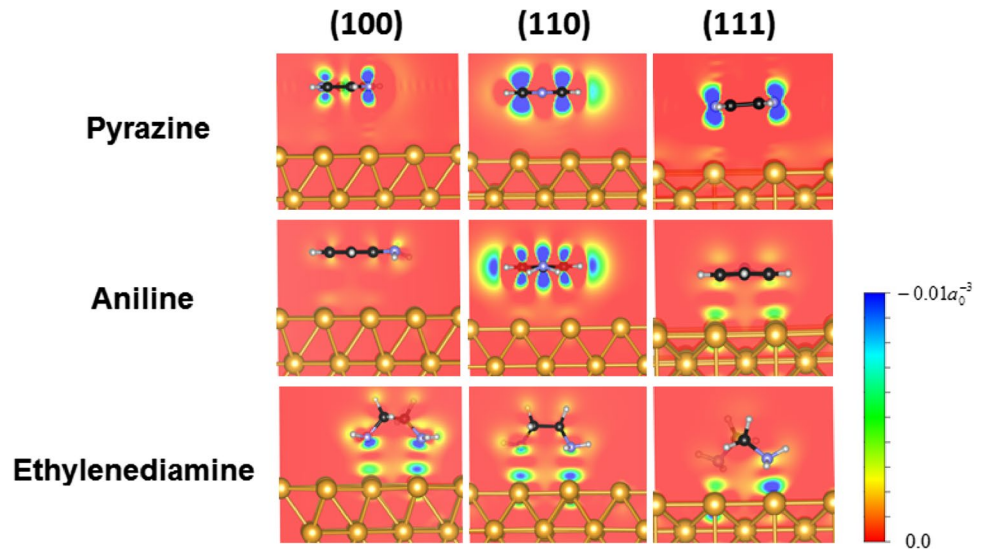 (100) (110) (111)
Pyrazine
Aniline
Ethylenediamine
−0.01a₀⁻³
0.0